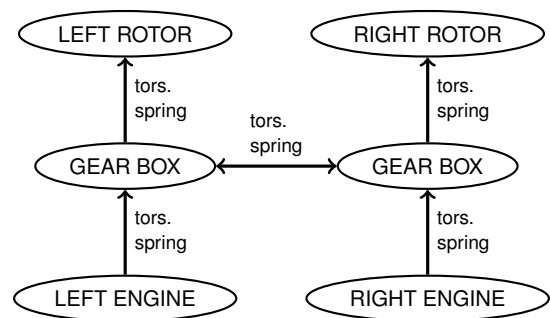 LEFT ROTOR
RIGHT ROTOR
tors.
spring
tors.
spring
tors.
spring
GEAR BOX
GEAR BOX
tors.
spring
tors.
spring
LEFT ENGINE
RIGHT ENGINE